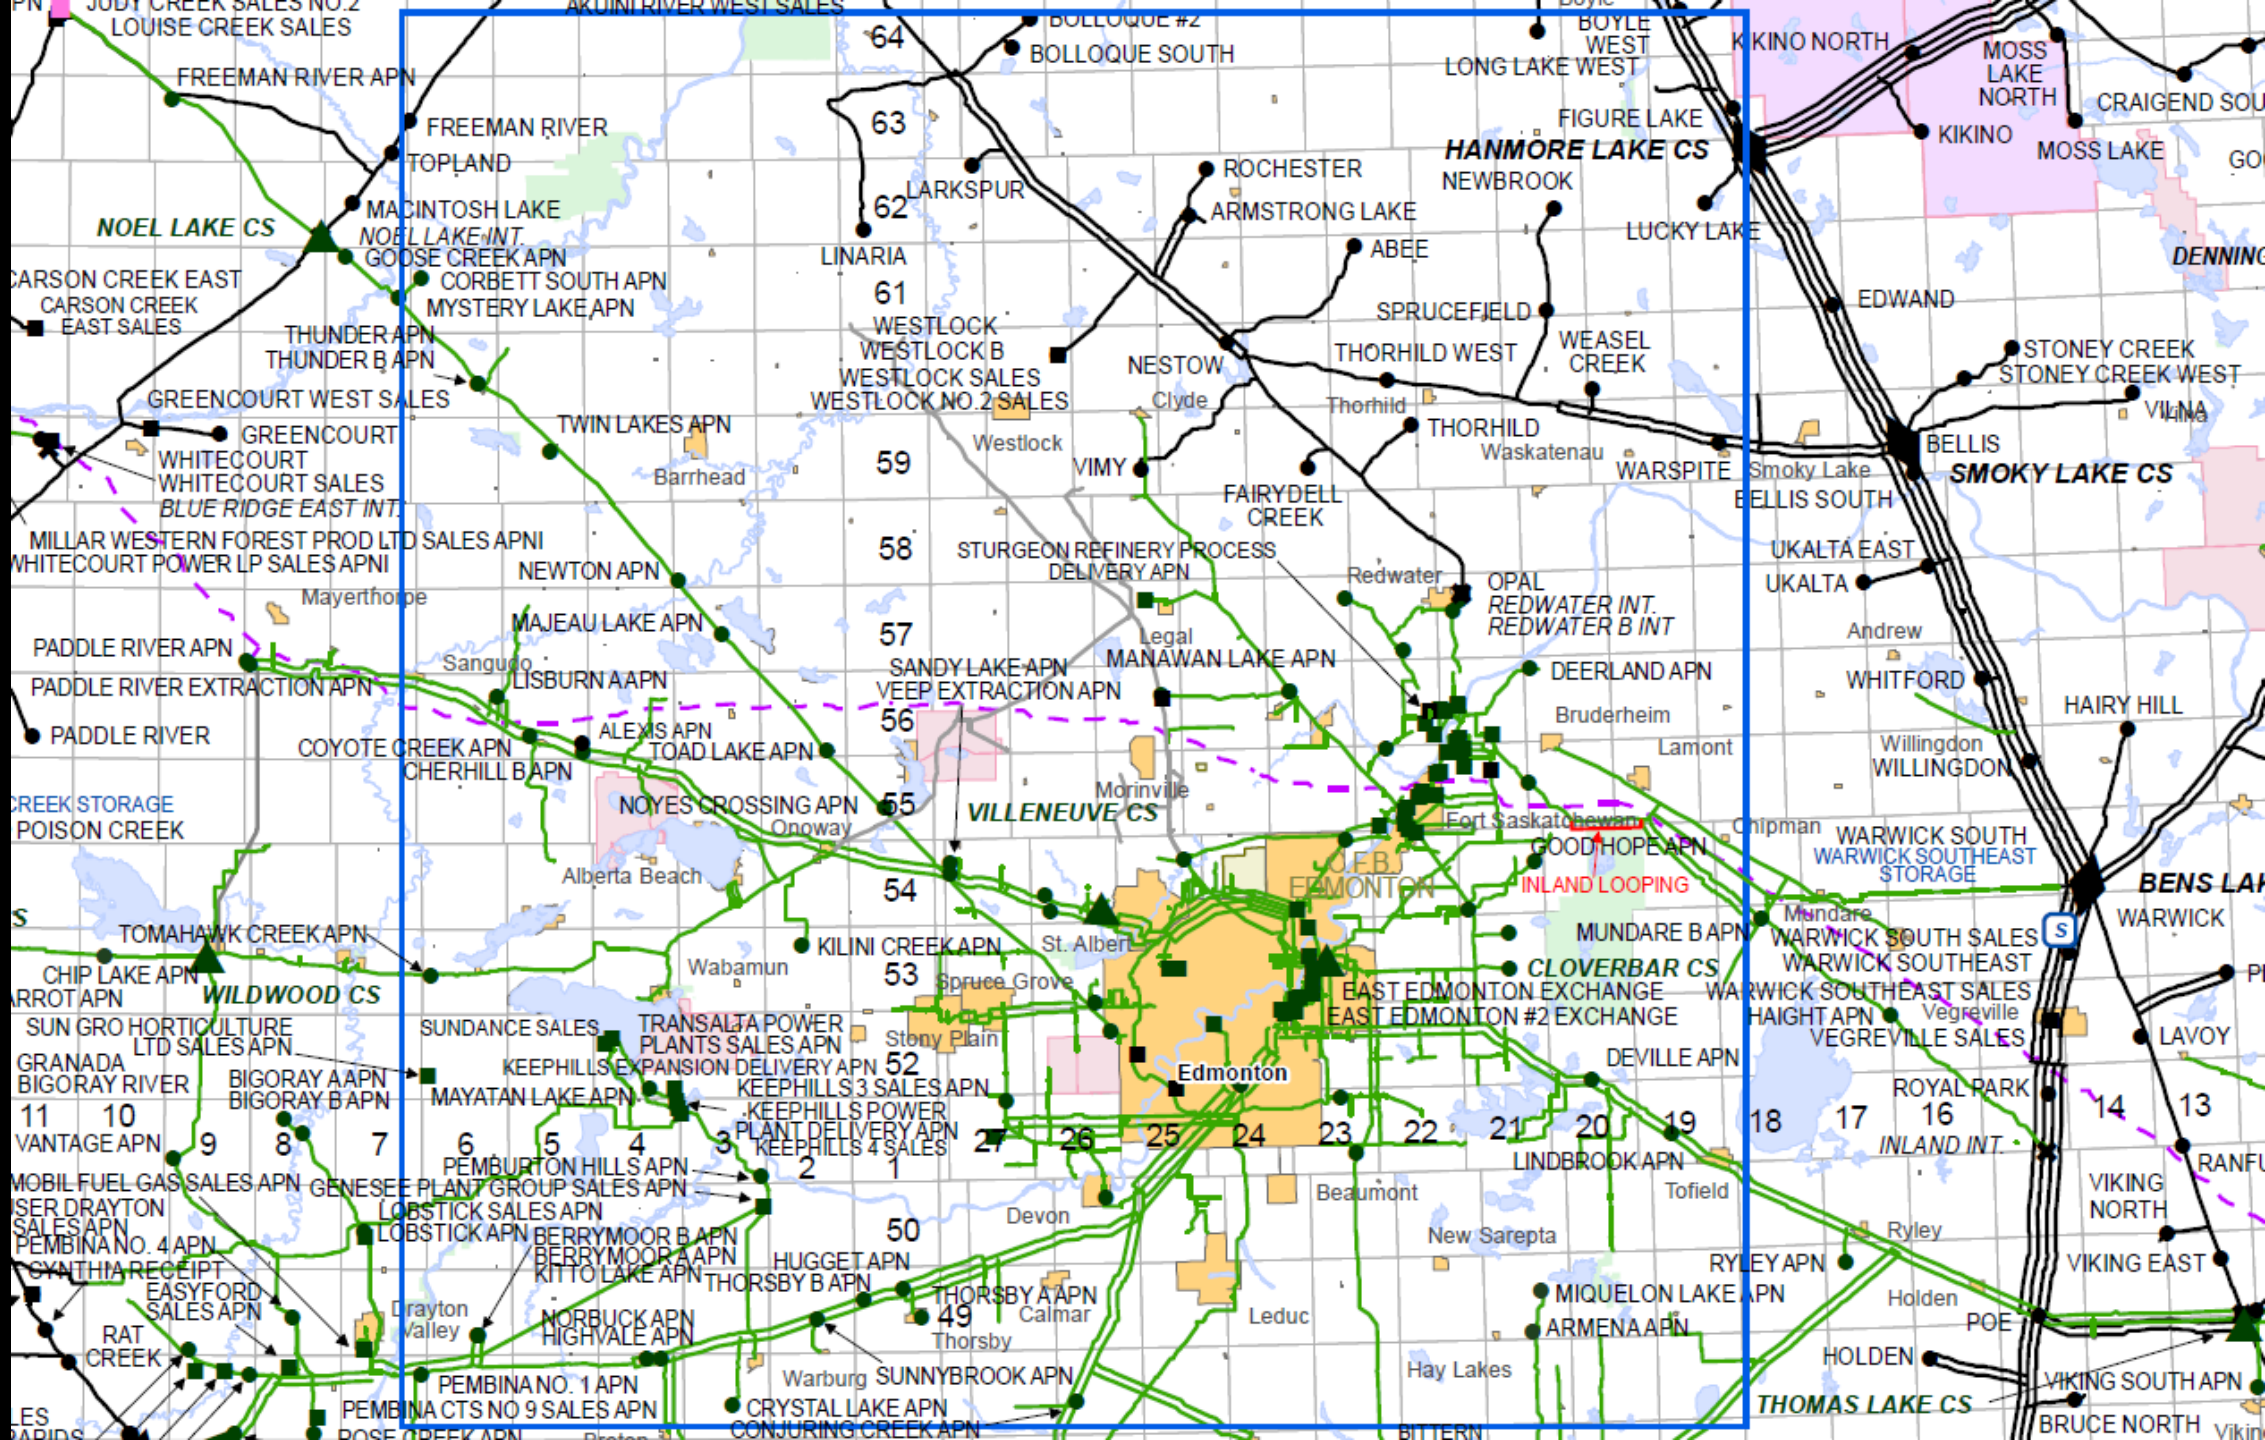 JUDY CREEK SALES NO.2
LOUISE CREEK SALES
FREEMAN RIVER APN
FREEMAN RIVER
TOPLAND
MACINTOSH LAKE
NOEL LAKE INT.
NOEL LAKE CS
GOOSE CREEK APN
CORBETT SOUTH APN
MYSTERY LAKE APN
CARSON CREEK EAST
CARSON CREEK
EAST SALES
THUNDER APN
THUNDER B APN
GREENCOURT WEST SALES
GREENCOURT
WHITECOURT
WHITECOURT SALES
BLUE RIDGE EAST INT.
MILLAR WESTERN FOREST PROD LTD SALES APNI
WHITECOURT POWER LP SALES APNI
TWIN LAKES APN
Barrhead
NEWTON APN
MAJEAU LAKE APN
Mayerthorpe
PADDLE RIVER APN
PADDLE RIVER EXTRACTION APN
PADDLE RIVER
Sangudo
LISBURN A APN
ALEXIS APN
COYOTE CREEK APN
TOAD LAKE APN
CHERHILL B APN
NOYES CROSSING APN
Onoway
CREEK STORAGE
POISON CREEK
Alberta Beach
AKUINI RIVER WEST SALES
BOLLOQUE #2
BOLLOQUE SOUTH
64
63
62
61
59
58
57
56
55
54
53
52
50
49
LARKSPUR
LINARIA
ROCHESTER
ARMSTRONG LAKE
ABEE
WESTLOCK
WESTLOCK B
WESTLOCK SALES
WESTLOCK NO.2 SALES
Westlock
NESTOW
Clyde
VIMY
Boyle
BOYLE
WEST
LONG LAKE WEST
FIGURE LAKE
HANMORE LAKE CS
NEWBROOK
LUCKY LAKE
SPRUCEFIELD
WEASEL
CREEK
THORHILD WEST
Thorhild
THORHILD
Waskatenau
WARSPITE
Smoky Lake
FAIRYDELL
CREEK
KIKINO NORTH
KIKINO
MOSS
LAKE
NORTH
MOSS LAKE
EDWAND
STONEY CREEK
STONEY CREEK WEST
VILNA
Vilna
BELLIS
SMOKY LAKE CS
BELLIS SOUTH
UKALTA EAST
UKALTA
Andrew
WHITFORD
HAIRY HILL
Willingdon
WILLINGDON
STURGEON REFINERY PROCESS
DELIVERY APN
Redwater
OPAL
REDWATER INT.
REDWATER B INT
Legal
MANAWAN LAKE APN
SANDY LAKE APN
VEEP EXTRACTION APN
DEERLAND APN
Bruderheim
Lamont
Morinville
VILLENEUVE CS
Fort Saskatchewan
GOOD HOPE APN
INLAND LOOPING
Chipman
C.F.B.
EDMONTON
WARWICK SOUTH
WARWICK SOUTHEAST
STORAGE
WARWICK
Mundare
MUNDARE B APN
WARWICK SOUTH SALES
WARWICK SOUTHEAST
WARWICK SOUTHEAST SALES
S
CLOVERBAR CS
EAST EDMONTON EXCHANGE
EAST EDMONTON #2 EXCHANGE
HAIGHT APN
Vegreville
VEGREVILLE SALES
LAVOY
TOMAHAWK CREEK APN
CHIP LAKE APN
WILDWOOD CS
KILINI CREEK APN
St. Albert
Wabamun
Spruce Grove
Stony Plain
SUN GRO HORTICULTURE
LTD SALES APN
SUNDANCE SALES
TRANSALTA POWER
PLANTS SALES APN
KEEPHILLS EXPANSION DELIVERY APN
GRANADA
BIGORAY RIVER
BIGORAY A APN
BIGORAY B APN
MAYATAN LAKE APN
KEEPHILLS 3 SALES APN
KEEPHILLS POWER
PLANT DELIVERY APN
KEEPHILLS 4 SALES
Edmonton
DEVILLE APN
ROYAL PARK
11
10
9
8
7
6
5
4
3
2
1
27
26
25
24
23
22
21
20
19
18
17
16
14
13
VANTAGE APN
INLAND INT.
LINDBROOK APN
PEMBURTON HILLS APN
MOBIL FUEL GAS SALES APN
GENESEE PLANT GROUP SALES APN
SALES APN
LOBSTICK SALES APN
LOBSTICK APN
BERRYMOOR B APN
BERRYMOOR A APN
KITTO LAKE APN
PEMBINA NO. 4 APN
CYNTHIA RECEIPT
EASYFORD
SALES APN
HUGGET APN
THORSBY B APN
THORSBY A APN
Devon
Beaumont
Tofield
New Sarepta
VIKING
NORTH
VIKING EAST
Ryley
RYLEY APN
Drayton
Valley
NORBUCK APN
HIGHVALE APN
Thorsby
Calmar
Leduc
MIQUELON LAKE APN
ARMENA APN
Holden
POE
RAT
CREEK
Warburg
SUNNYBROOK APN
Hay Lakes
HOLDEN
PEMBINA NO. 1 APN
PEMBINA CTS NO 9 SALES APN
CRYSTAL LAKE APN
CONJURING CREEK APN
THOMAS LAKE CS
VIKING SOUTH APN
BRUCE NORTH
ROSE CREEK APN
BITTERN